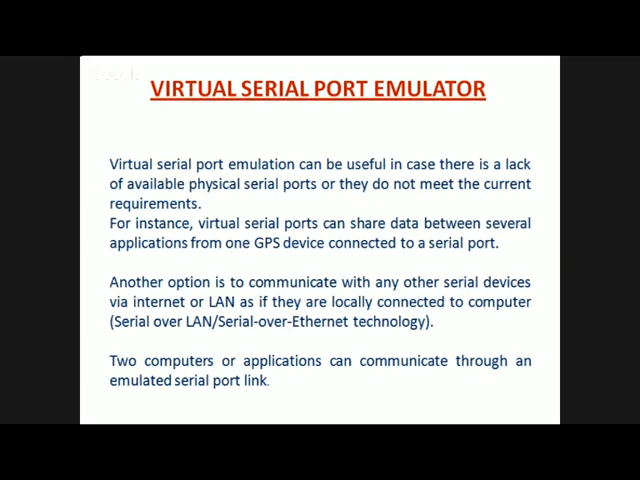 VIRTUAL SERIAL PORT EMULATOR
Virtual serial port emulation can be useful in case there is a lack
of available physical serial ports or they do not meet the current
requirements.
For instance, virtual serial ports can share data between several
applications from one GPS device connected to a serial port.
Another option is to communicate with any other serial devices
via internet or LAN as if they are locally connected to computer
(Serial over LAN/Serial-over-Ethernet technology).
Two computers or applications can communicate through an
emulated serial port link.